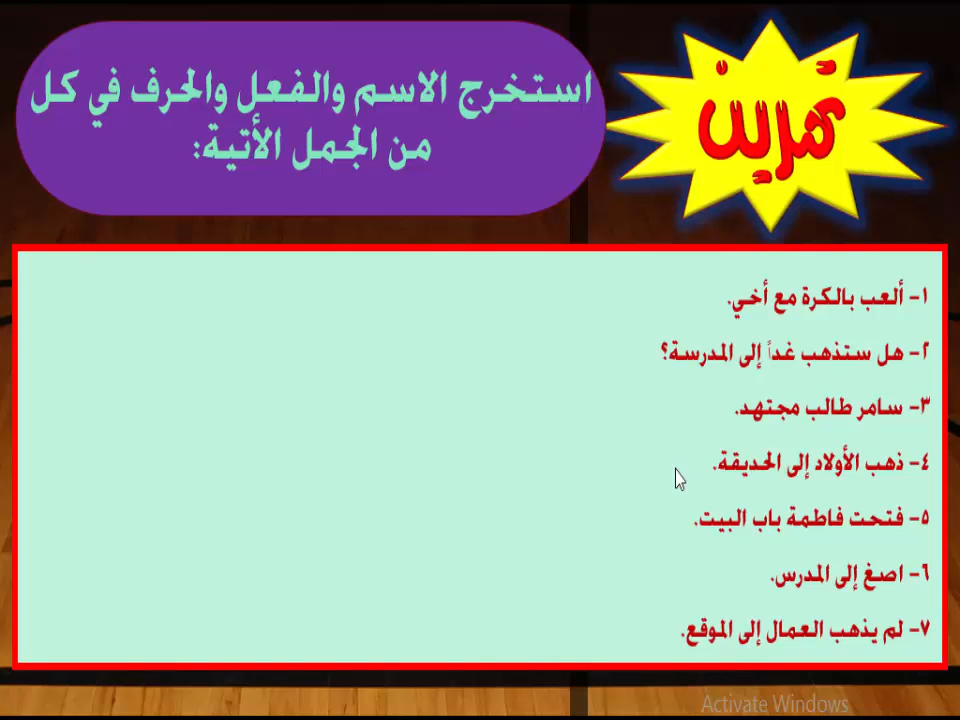 تمرين
استخرج الاسم والفعل والحرف في كل
من الجمل الأتية:
١- ألعب بالكرة مع أخي.
٢- هل ستذهب غداً إلى المدرسة؟
٣- سامر طالب مجتهد.
٤- ذهب الأولاد إلى الحديقة.
٥- فتحت فاطمة باب البيت.
٦- اصغ إلى المدرس.
٧- لم يذهب العمال إلى الموقع.
Activate Windows